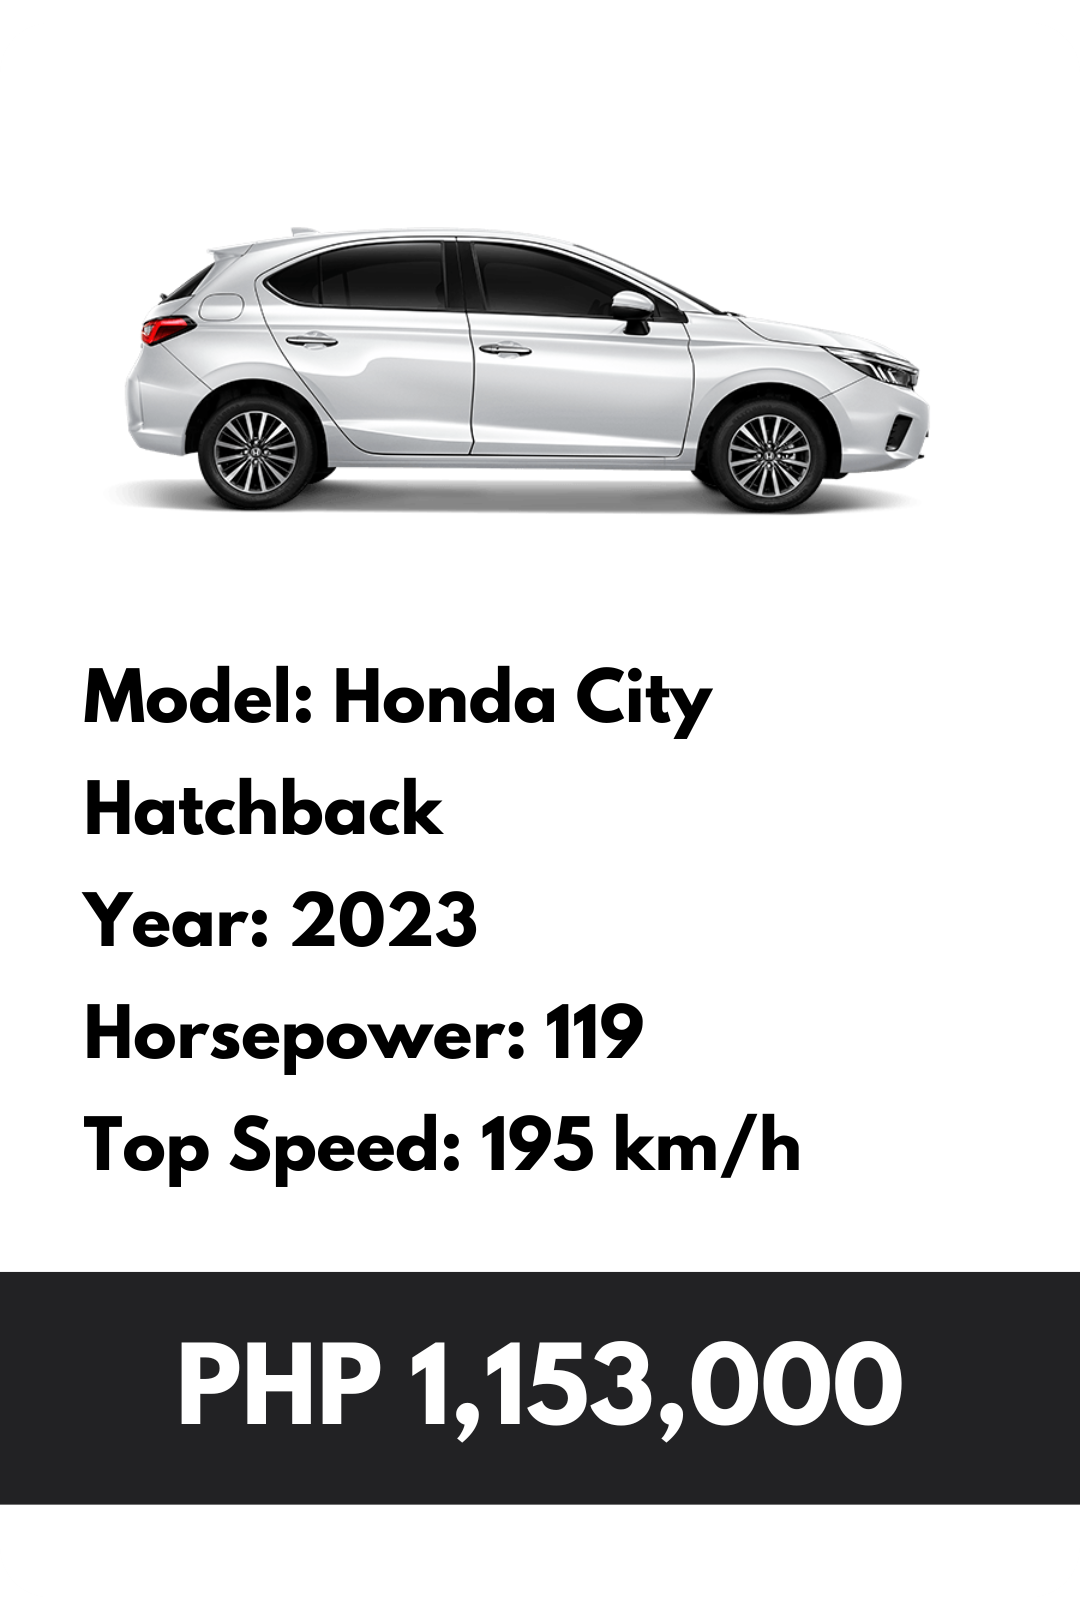 Model: Honda City
Hatchback
Year: 2023
Horsepower: 119
Top Speed: 195 km/h
PHP 1,153,000